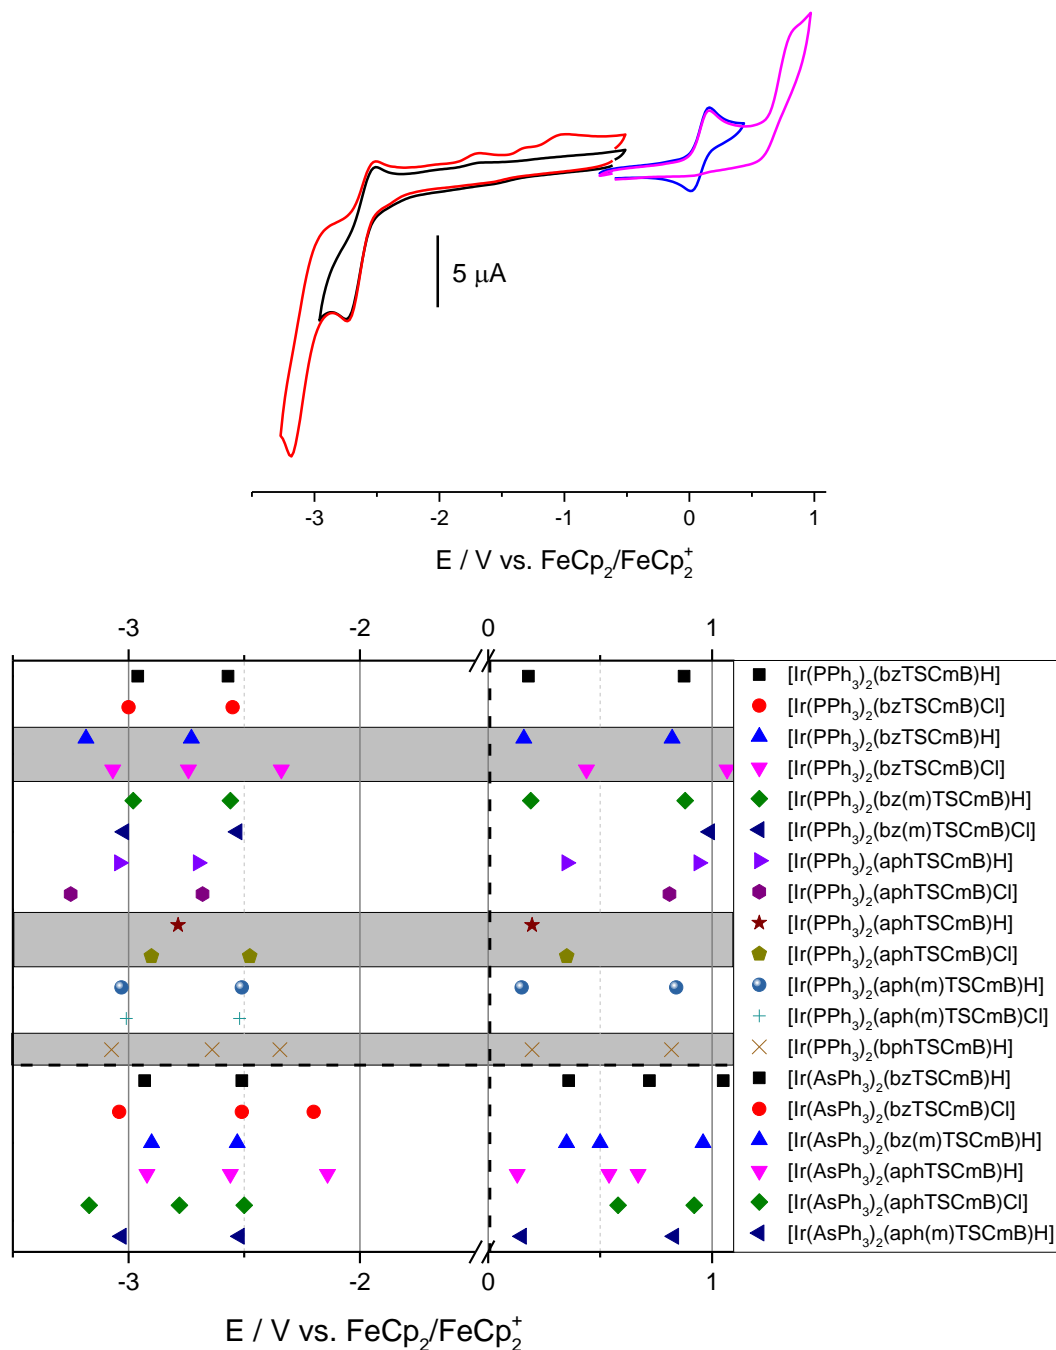 5 μA
-3 -2 -1 0 1
E / V vs. FeCp₂/FeCp₂⁺
-3 -2 0 1
[Ir(PPh₃)₂(bzTSCmB)H]
[Ir(PPh₃)₂(bzTSCmB)Cl]
[Ir(PPh₃)₂(bzTSCmB)H]
[Ir(PPh₃)₂(bzTSCmB)Cl]
[Ir(PPh₃)₂(bz(m)TSCmB)H]
[Ir(PPh₃)₂(bz(m)TSCmB)Cl]
[Ir(PPh₃)₂(aphTSCmB)H]
[Ir(PPh₃)₂(aphTSCmB)Cl]
[Ir(PPh₃)₂(aphTSCmB)H]
[Ir(PPh₃)₂(aphTSCmB)Cl]
[Ir(PPh₃)₂(aph(m)TSCmB)H]
[Ir(PPh₃)₂(aph(m)TSCmB)Cl]
[Ir(PPh₃)₂(bphTSCmB)H]
[Ir(AsPh₃)₂(bzTSCmB)H]
[Ir(AsPh₃)₂(bzTSCmB)Cl]
[Ir(AsPh₃)₂(bz(m)TSCmB)H]
[Ir(AsPh₃)₂(aphTSCmB)H]
[Ir(AsPh₃)₂(aphTSCmB)Cl]
[Ir(AsPh₃)₂(aph(m)TSCmB)H]
-3 -2 0 1
E / V vs. FeCp₂/FeCp₂⁺